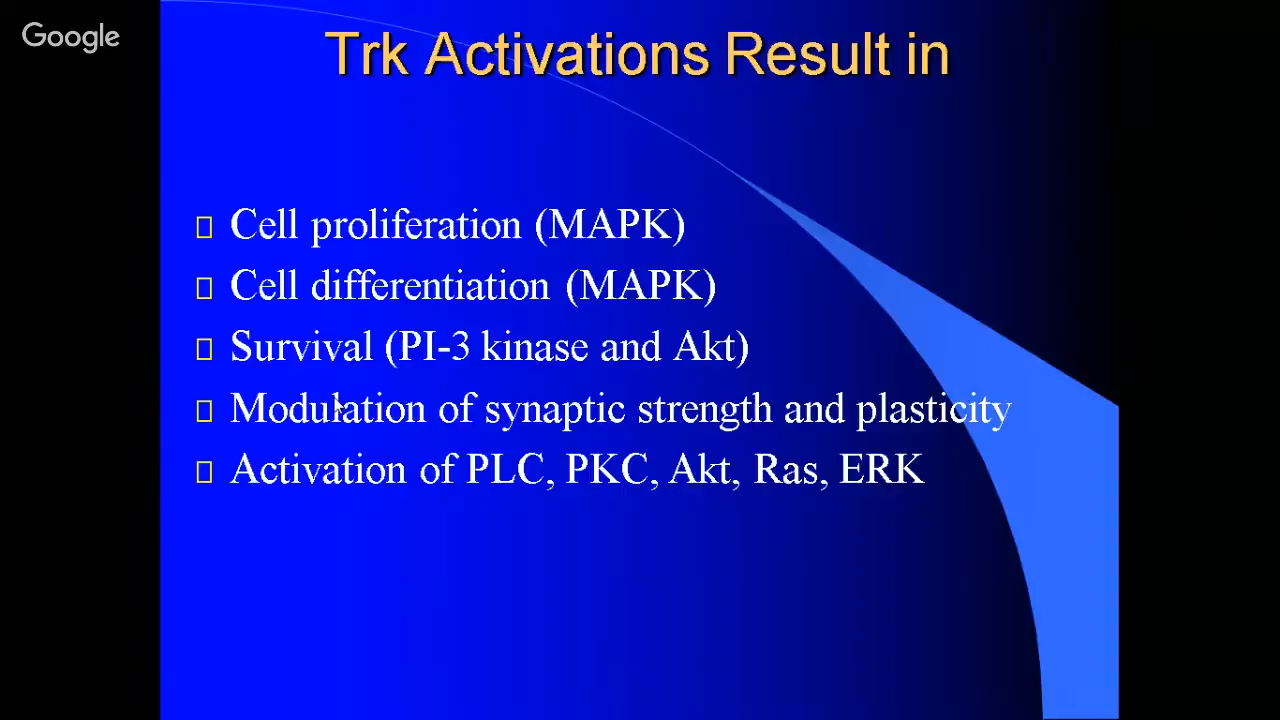 Google
Trk Activations Result in
Cell proliferation (MAPK)
Cell differentiation (MAPK)
Survival (PI-3 kinase and Akt)
Modulation of synaptic strength and plasticity
Activation of PLC, PKC, Akt, Ras, ERK